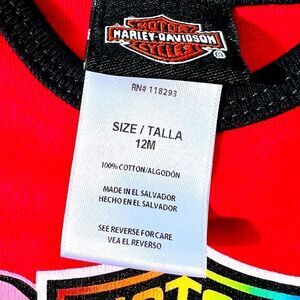 MOTOR
HARLEY-DAVIDSON
CYCLES
RN# 118293
SIZE / TALLA
12M
100% COTTON/ALGODÓN
MADE IN EL SALVADOR
HECHO EN EL SALVADOR
SEE REVERSE FOR CARE
VEA EL REVERSO